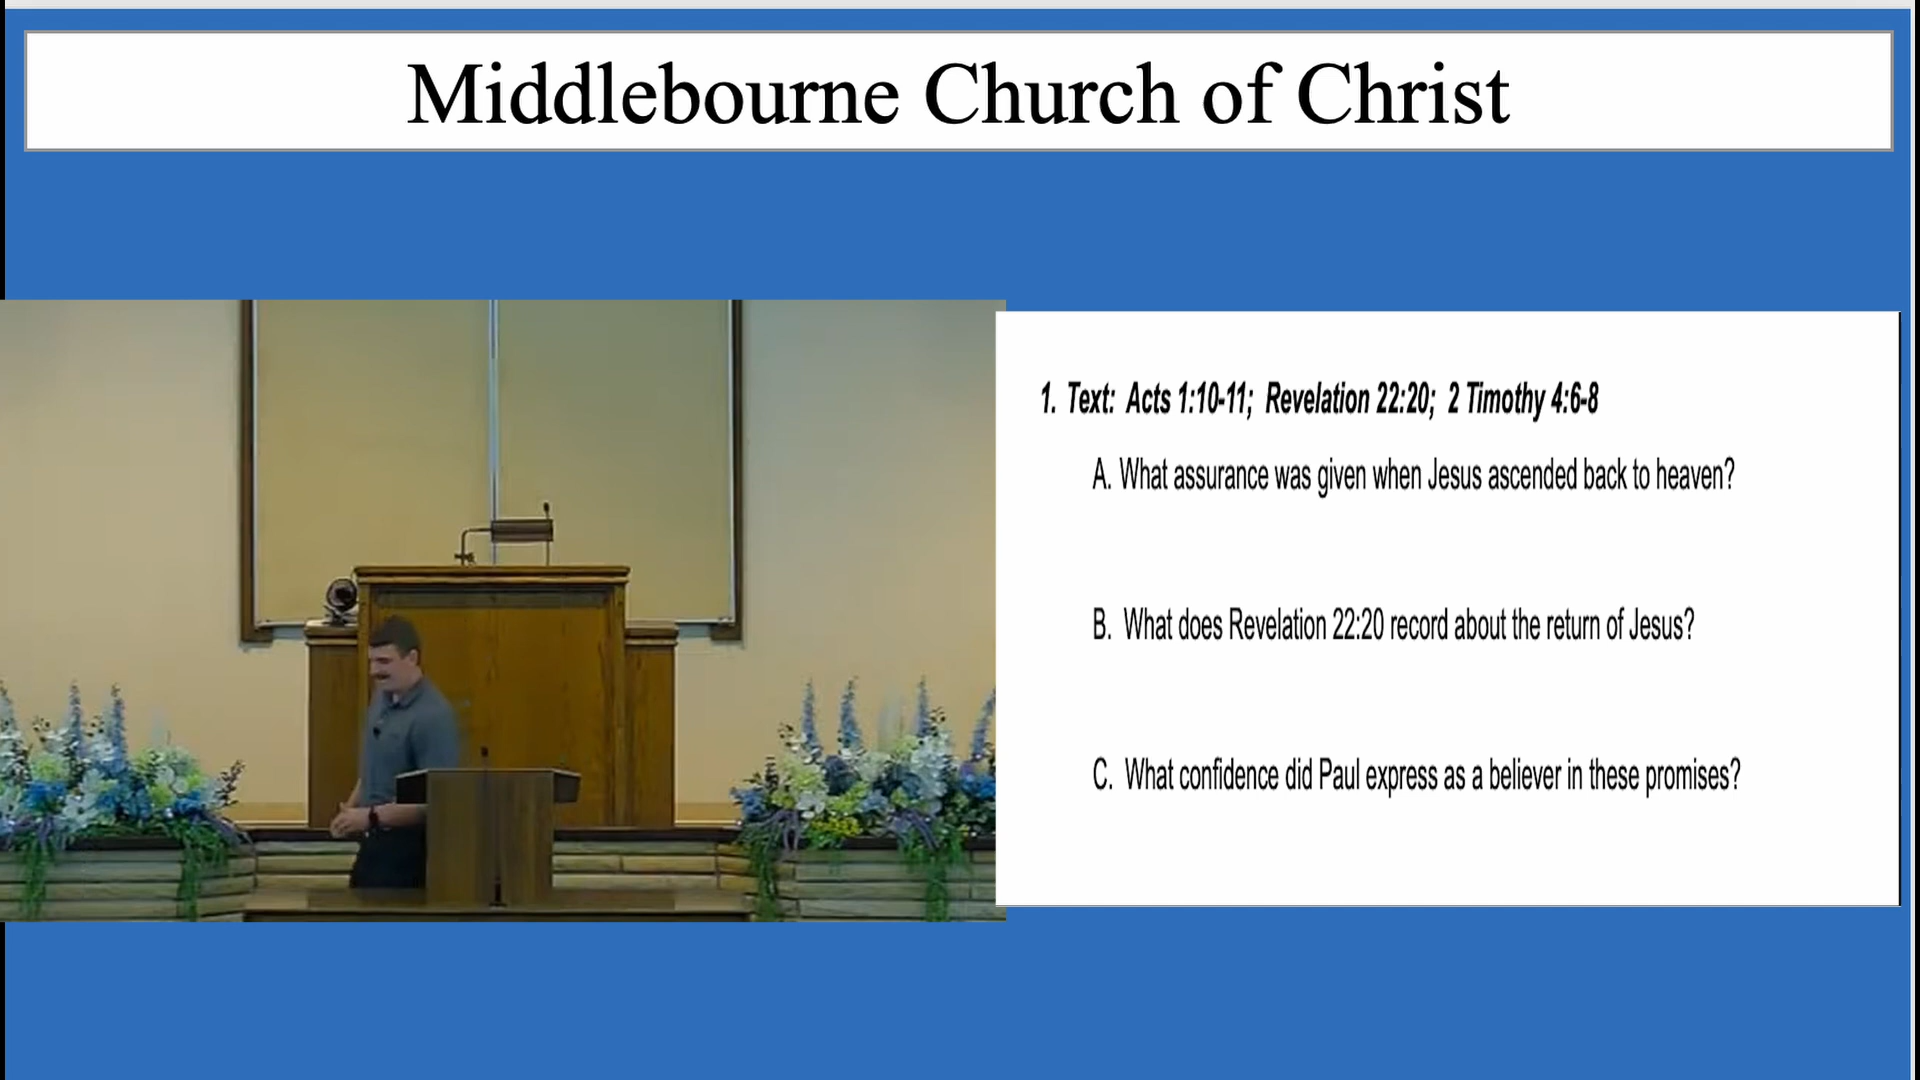 Middlebourne Church of Christ
1. Text: Acts 1:10-11; Revelation 22:20; 2 Timothy 4:6-8
A. What assurance was given when Jesus ascended back to heaven?
B. What does Revelation 22:20 record about the return of Jesus?
C. What confidence did Paul express as a believer in these promises?